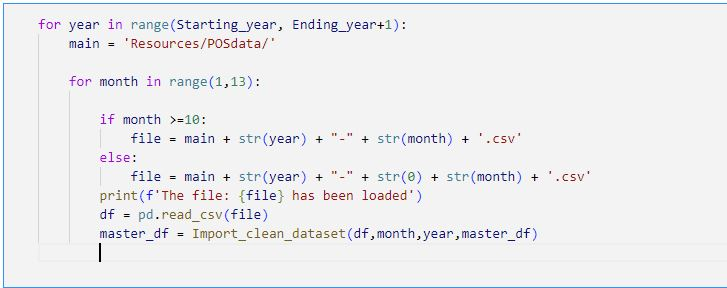 for year in range(Starting_year, Ending_year+1):
    main = 'Resources/POSdata/'
    for month in range(1,13):
        if month >=10:
            file = main + str(year) + "-" + str(month) + '.csv'
        else:
            file = main + str(year) + "-" + str(0) + str(month) + '.csv'
        print(f'The file: {file} has been loaded')
        df = pd.read_csv(file)
        master_df = Import_clean_dataset(df,month,year,master_df)